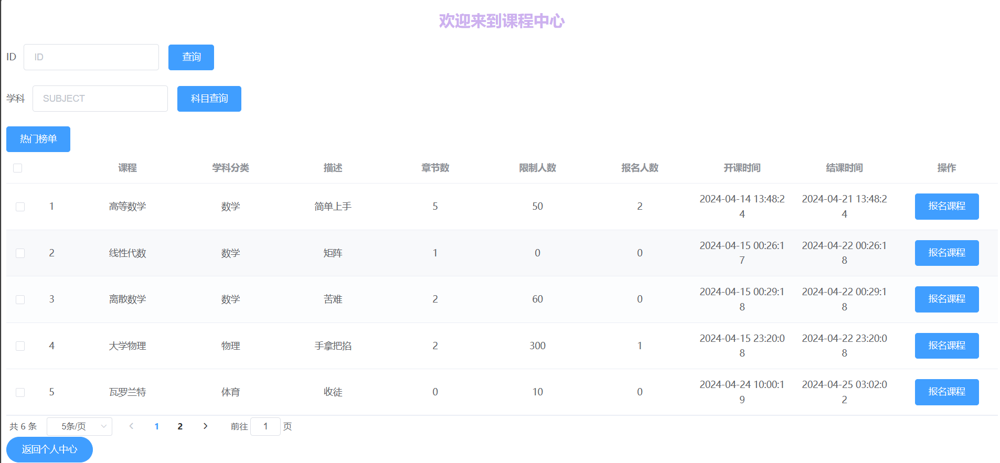 欢迎来到课程中心
ID ID 查询
学科 SUBJECT 科目查询
热门榜单
课程 学科分类 描述 章节数 限制人数 报名人数 开课时间 结课时间 操作
1 高等数学 数学 简单上手 5 50 2 2024-04-14 13:48:24 2024-04-21 13:48:24 报名课程
2 线性代数 数学 矩阵 1 0 0 2024-04-15 00:26:17 2024-04-22 00:26:18 报名课程
3 离散数学 数学 苦难 2 60 0 2024-04-15 00:29:18 2024-04-22 00:29:18 报名课程
4 大学物理 物理 手拿把掐 2 300 1 2024-04-15 23:20:08 2024-04-22 23:20:08 报名课程
5 瓦罗兰特 体育 收徒 0 10 0 2024-04-24 10:00:19 2024-04-25 03:02:02 报名课程
共 6 条 5条/页 1 2 前往 1 页
返回个人中心